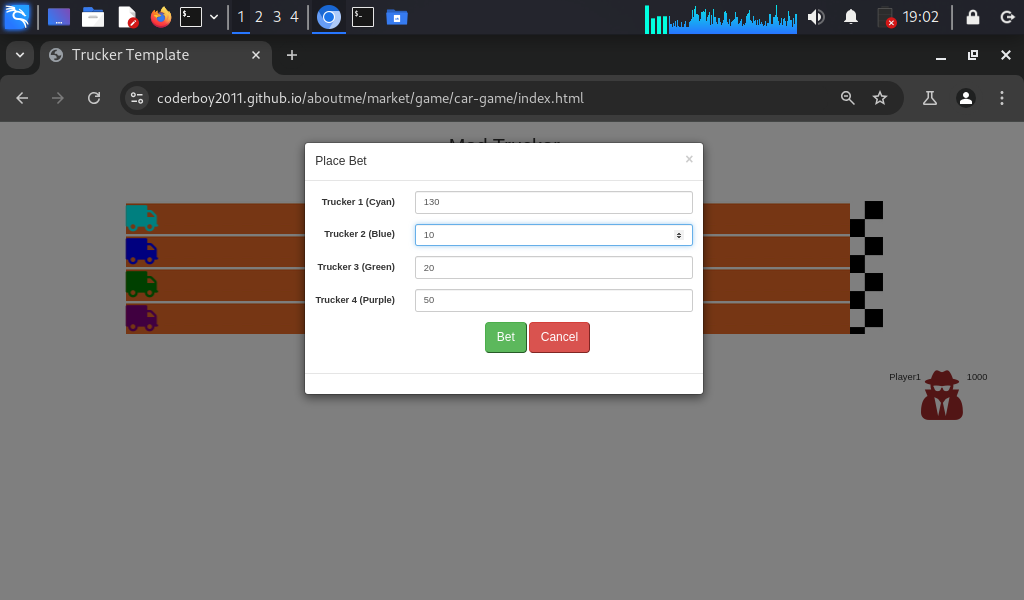 1 2 3 4
19:02
Trucker Template
coderboy2011.github.io/aboutme/market/game/car-game/index.html
Mad Trucker
Place Bet
×
Trucker 1 (Cyan) 130
Trucker 2 (Blue) 10
Trucker 3 (Green) 20
Trucker 4 (Purple) 50
Bet Cancel
Player1 1000